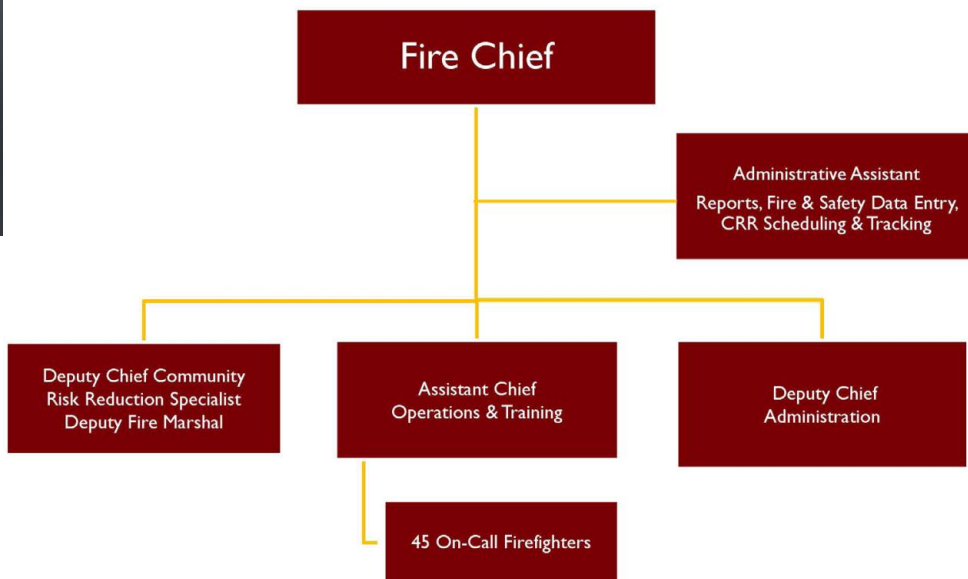 Fire Chief
Administrative Assistant
Reports, Fire & Safety Data Entry,
CRR Scheduling & Tracking
Deputy Chief Community
Risk Reduction Specialist
Deputy Fire Marshal
Assistant Chief
Operations & Training
Deputy Chief
Administration
45 On-Call Firefighters